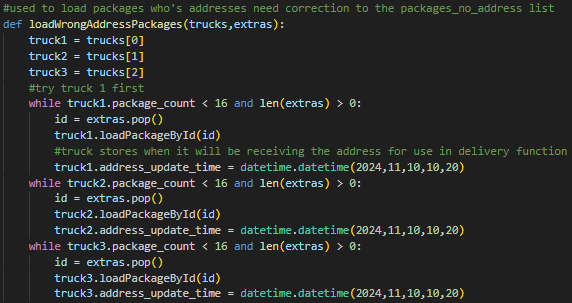 #used to load packages who's addresses need correction to the packages_no_address list
def loadWrongAddressPackages(trucks,extras):
    truck1 = trucks[0]
    truck2 = trucks[1]
    truck3 = trucks[2]
    #try truck 1 first
    while truck1.package_count < 16 and len(extras) > 0:
        id = extras.pop()
        truck1.loadPackageById(id)
        #truck stores when it will be receiving the address for use in delivery function
        truck1.address_update_time = datetime.datetime(2024,11,10,10,20)
    while truck2.package_count < 16 and len(extras) > 0:
        id = extras.pop()
        truck2.loadPackageById(id)
        truck2.address_update_time = datetime.datetime(2024,11,10,10,20)
    while truck3.package_count < 16 and len(extras) > 0:
        id = extras.pop()
        truck3.loadPackageById(id)
        truck3.address_update_time = datetime.datetime(2024,11,10,10,20)